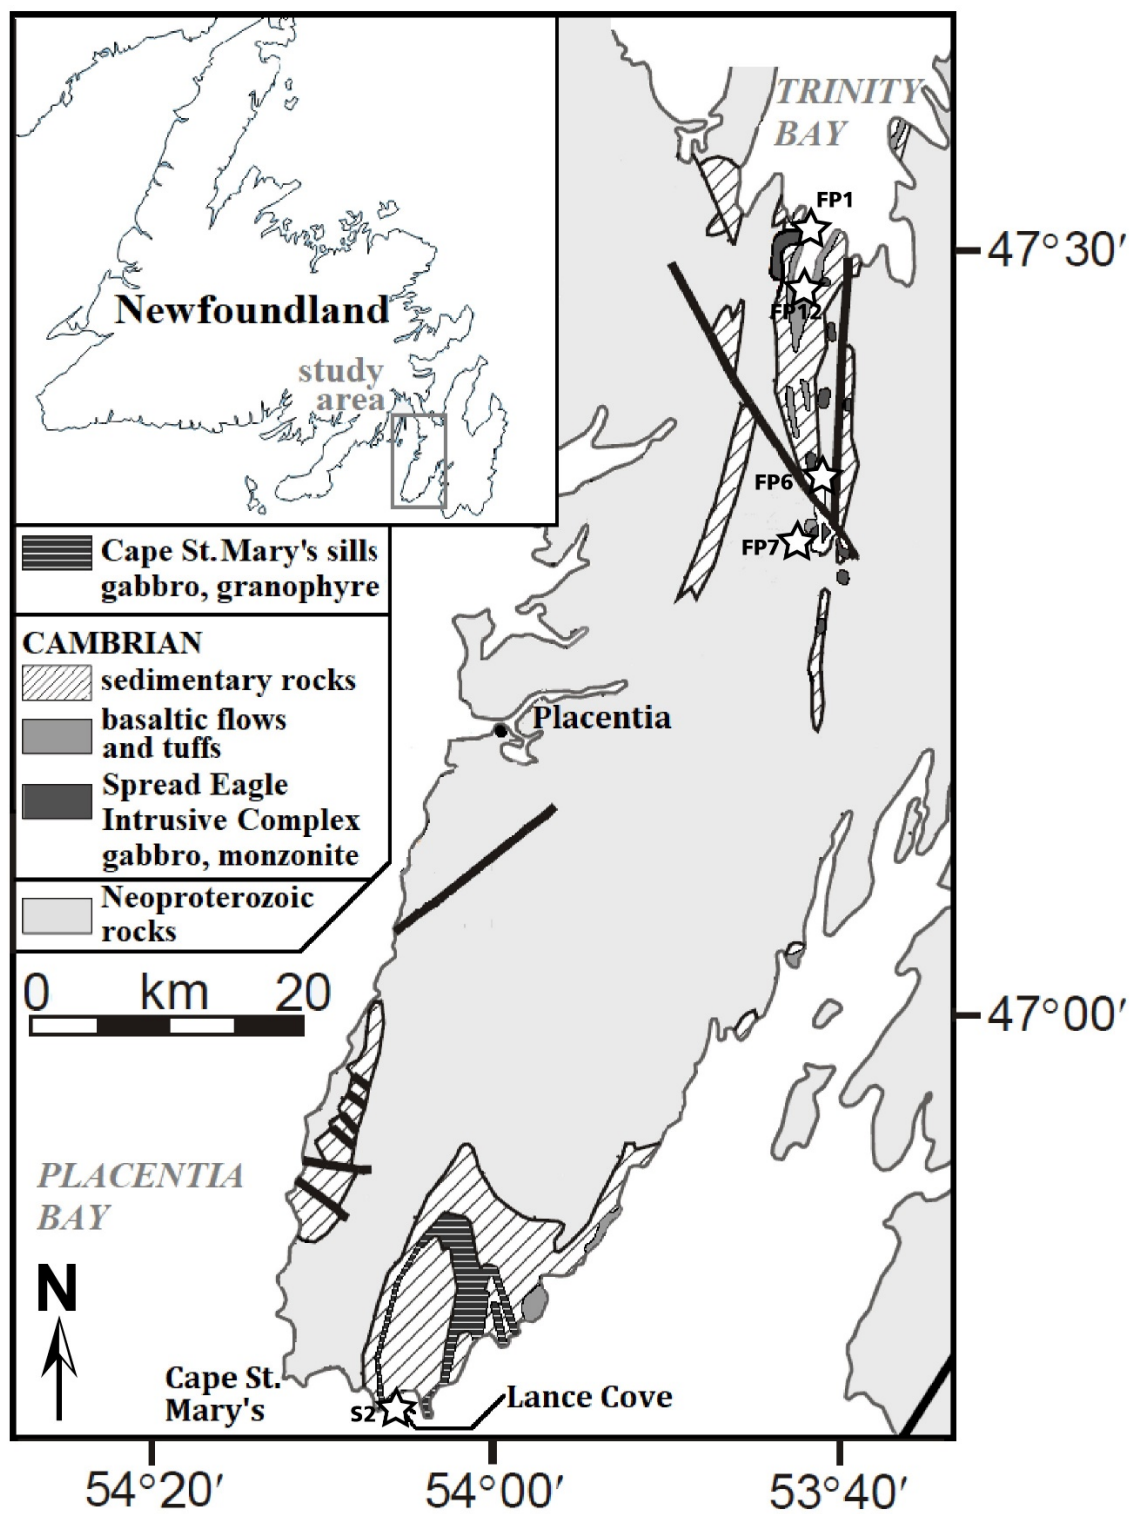 TRINITY
BAY
FP1
47°30′
FP12
Newfoundland
study
area
FP6
FP7
Cape St. Mary's sills
gabbro, granophyre
CAMBRIAN
sedimentary rocks
basaltic flows
and tuffs
Spread Eagle
Intrusive Complex
gabbro, monzonite
Neoproterozoic
rocks
Placentia
0 km 20
47°00′
PLACENTIA
BAY
N
Cape St.
Mary's
S2
Lance Cove
54°20′ 54°00′ 53°40′